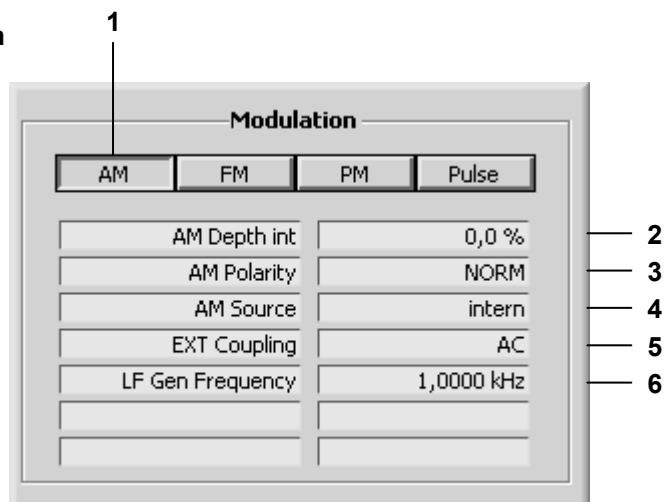 1
n
Modulation
AM FM PM Pulse
AM Depth int 0,0 % 2
AM Polarity NORM 3
AM Source intern 4
EXT Coupling AC 5
LF Gen Frequency 1,0000 kHz 6